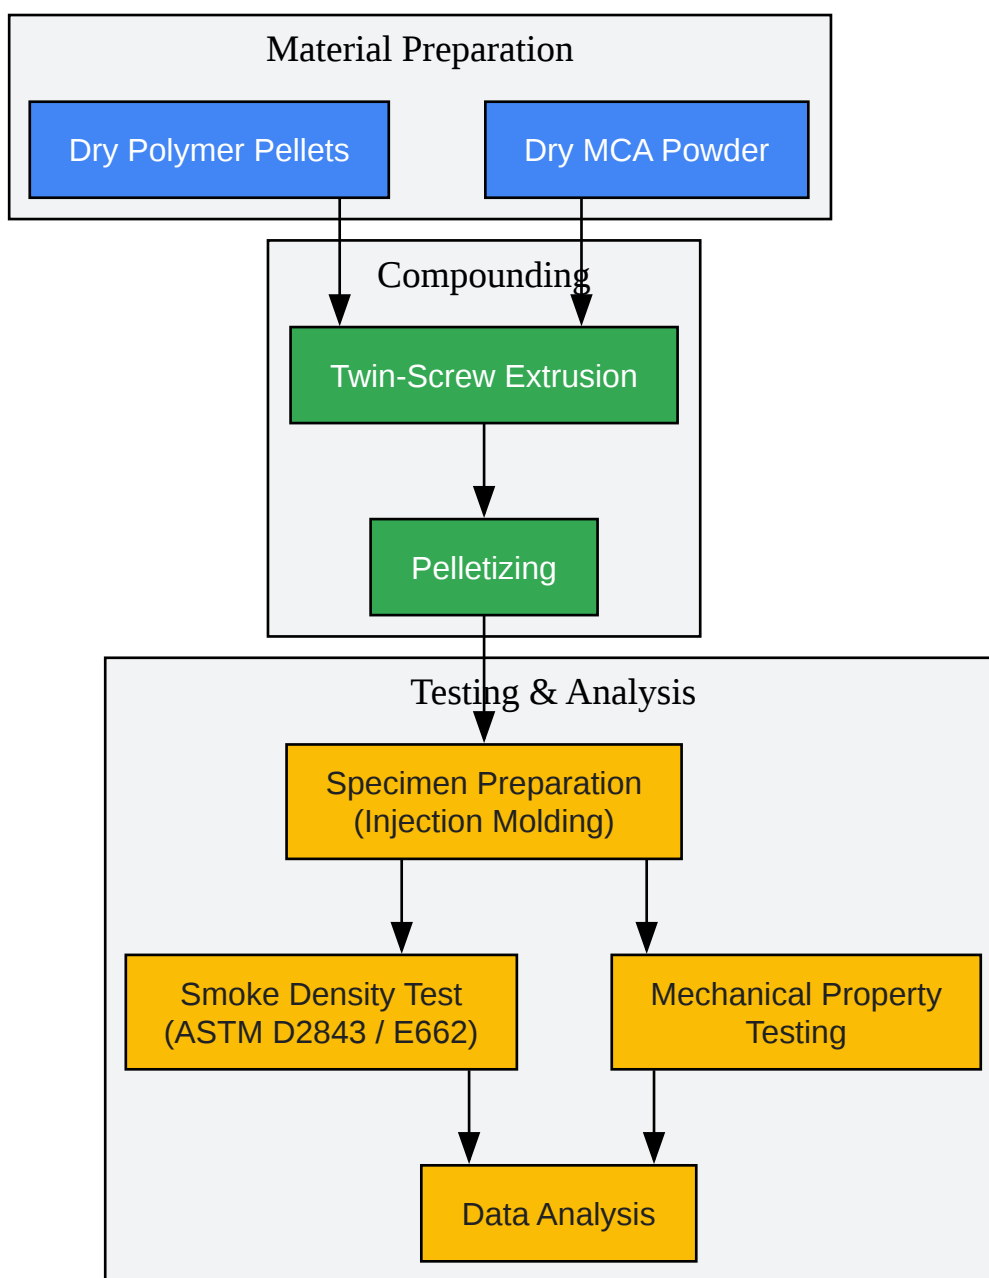 Material Preparation
Dry Polymer Pellets
Dry MCA Powder
Compounding
Twin-Screw Extrusion
Pelletizing
Testing & Analysis
Specimen Preparation
(Injection Molding)
Smoke Density Test
(ASTM D2843 / E662)
Mechanical Property
Testing
Data Analysis